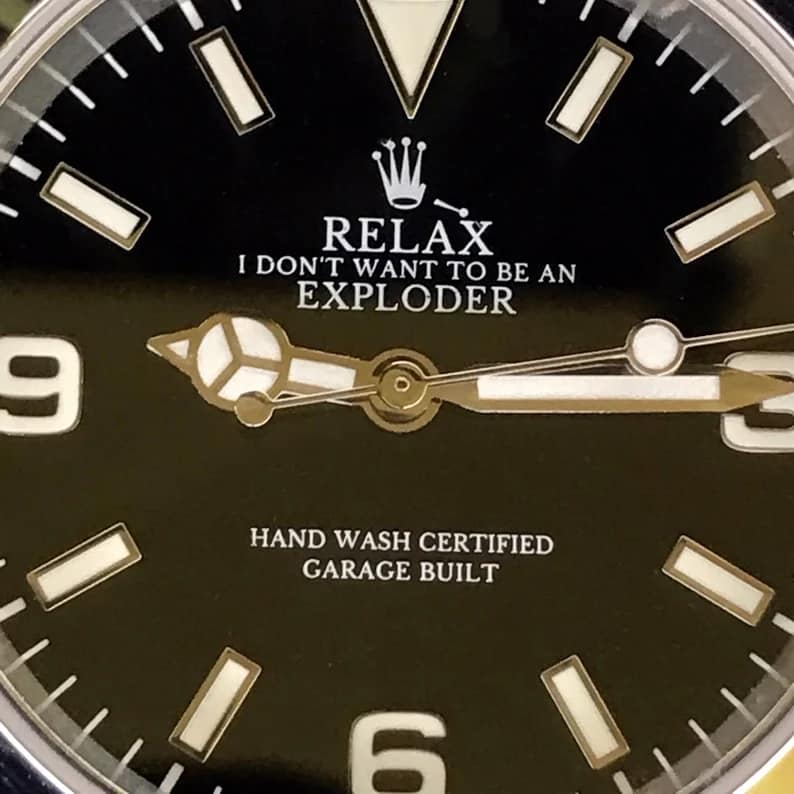 RELAX
I DON'T WANT TO BE AN
EXPLODER
9
3
HAND WASH CERTIFIED
GARAGE BUILT
6